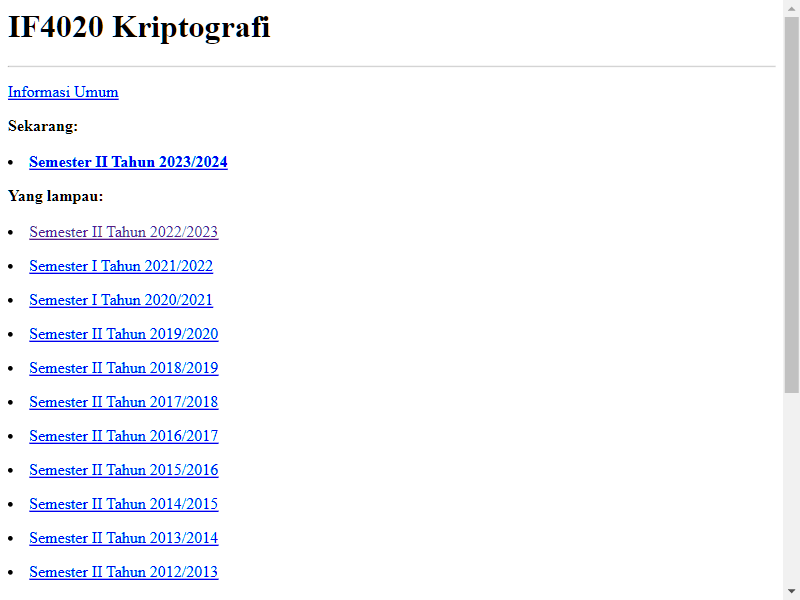 IF4020 Kriptografi
Informasi Umum
Sekarang:
Semester II Tahun 2023/2024
Yang lampau:
Semester II Tahun 2022/2023
Semester I Tahun 2021/2022
Semester I Tahun 2020/2021
Semester II Tahun 2019/2020
Semester II Tahun 2018/2019
Semester II Tahun 2017/2018
Semester II Tahun 2016/2017
Semester II Tahun 2015/2016
Semester II Tahun 2014/2015
Semester II Tahun 2013/2014
Semester II Tahun 2012/2013